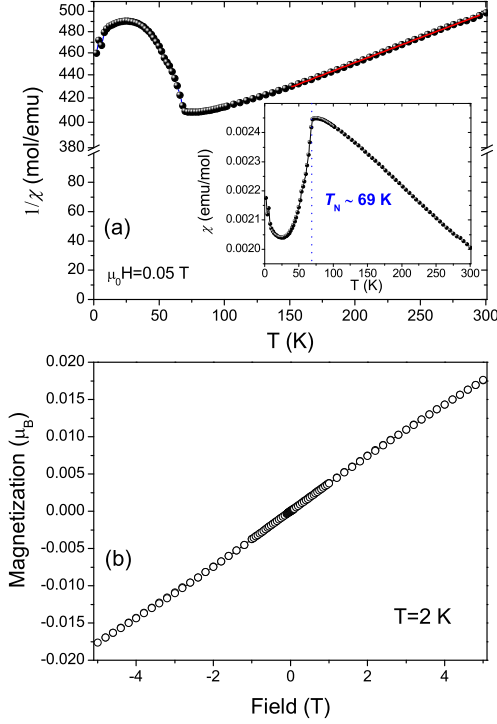 500
480
460
440
420
400
380
80
60
40
20
0
1/χ (mol/emu)
(a)
μ0H=0.05 T
0 50 100 150 200 250 300
T (K)
0.0024
0.0023
0.00022
0.00021
0.0020
χ (emu/mol)
TN ~ 69 K
0 50 100 150 200 250 300
T (K)
0.020
0.015
0.010
0.005
0.000
-0.005
-0.010
-0.015
-0.020
Magnetization (μB)
(b)
T=2 K
-4 -2 0 2 4
Field (T)